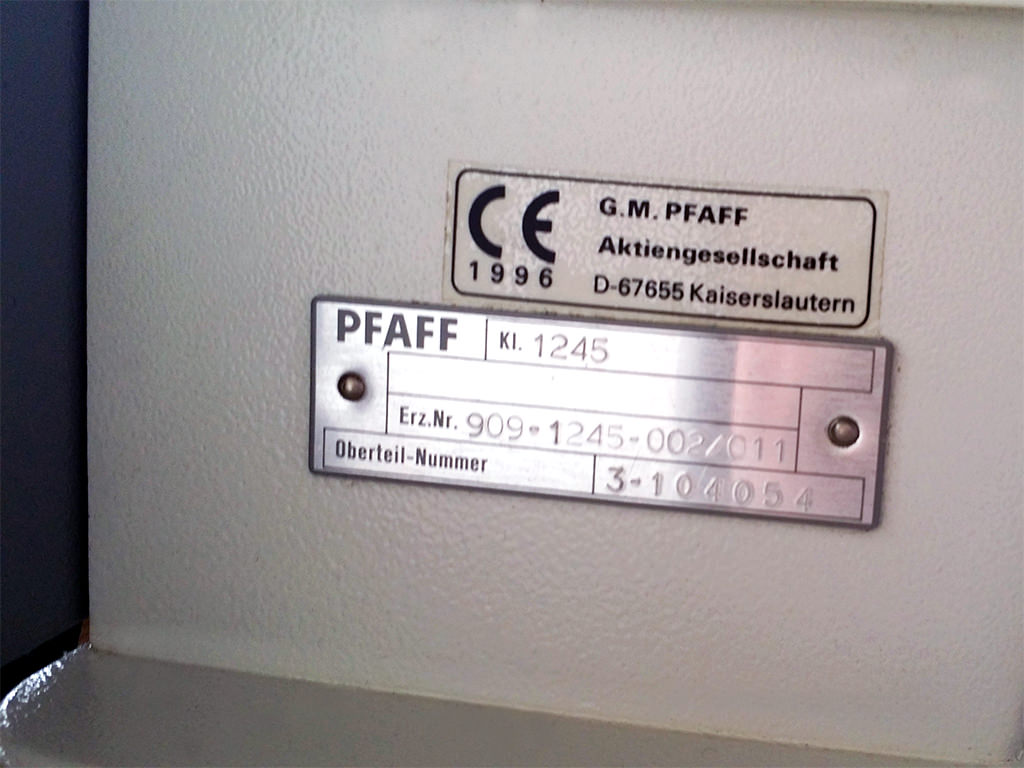 CE
1996
G.M. PFAFF
Aktiengesellschaft
D-67655 Kaiserslautern
PFAFF
Kl. 1245
Erz.Nr. 909-1245-002/011
Oberteil-Nummer 3-104054